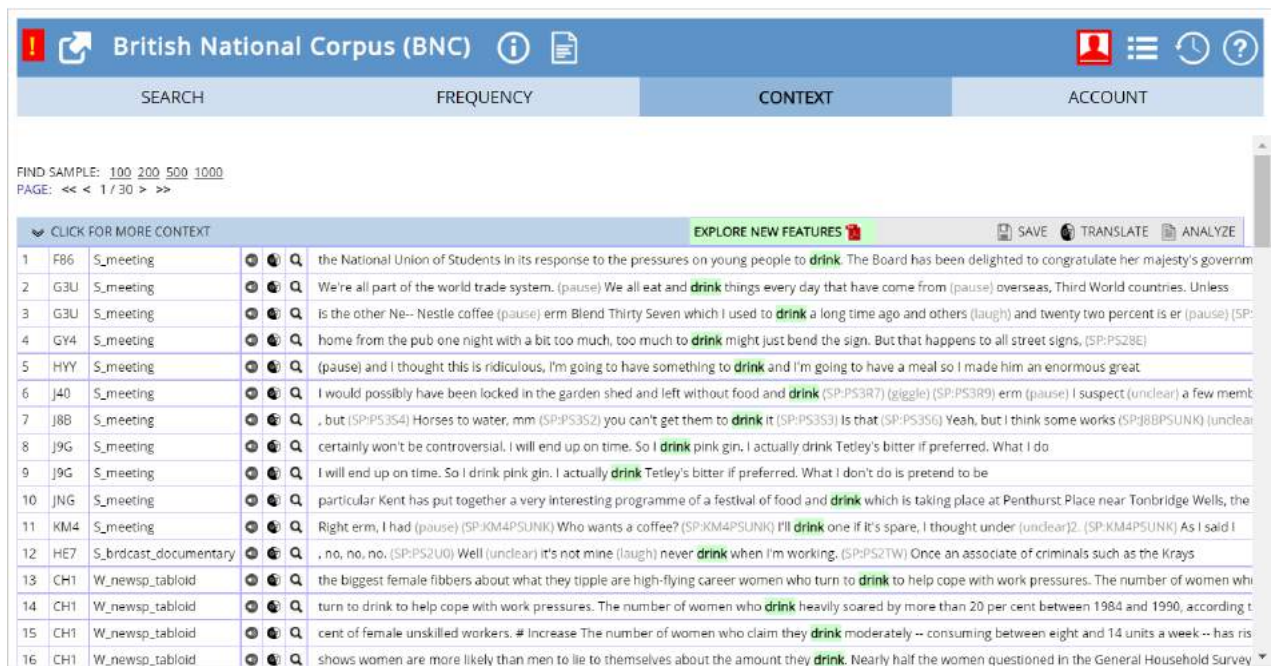 ! British National Corpus (BNC)
SEARCH FREQUENCY CONTEXT ACCOUNT
FIND SAMPLE: 100 200 500 1000
PAGE: << < 1 / 30 > >>
CLICK FOR MORE CONTEXT EXPLORE NEW FEATURES SAVE TRANSLATE ANALYZE
1 F86 S_meeting the National Union of Students in its response to the pressures on young people to drink. The Board has been delighted to congratulate her majesty's governm
2 G3U S_meeting We're all part of the world trade system. (pause) We all eat and drink things every day that have come from (pause) overseas, Third World countries. Unless
3 G3U S_meeting is the other Ne-- Nestle coffee (pause) erm Blend Thirty Seven which I used to drink a long time ago and others (laugh) and twenty two percent is er (pause) (SP:
4 GY4 S_meeting home from the pub one night with a bit too much, too much to drink might just bend the sign. But that happens to all street signs, (SP:PS28E)
5 HYY S_meeting (pause) and I thought this is ridiculous, I'm going to have something to drink and I'm going to have a meal so I made him an enormous great
6 J40 S_meeting I would possibly have been locked in the garden shed and left without food and drink (SP:PS3R7) (giggle) (SP:PS3R9) erm (pause) I suspect (unclear) a few memb
7 J8B S_meeting , but (SP:PS3S4) Horses to water, mm (SP:PS3S2) you can't get them to drink it (SP:PS3S3) Is that (SP:PS3S6) Yeah, but I think some works (SP:J8BPSUNK) (unclea
8 J9G S_meeting certainly won't be controversial. I will end up on time. So I drink pink gin. I actually drink Tetley's bitter if preferred. What I do
9 J9G S_meeting I will end up on time. So I drink pink gin. I actually drink Tetley's bitter if preferred. What I don't do is pretend to be
10 JNG S_meeting particular Kent has put together a very interesting programme of a festival of food and drink which is taking place at Penthurst Place near Tonbridge Wells, the
11 KM4 S_meeting Right erm, I had (pause) (SP:KM4PSUNK) Who wants a coffee? (SP:KM4PSUNK) I'll drink one if it's spare, I thought under (unclear)2. (SP:KM4PSUNK) As I said I
12 HE7 S_brdcast_documentary , no, no, no. (SP:PS2U0) Well (unclear) it's not mine (laugh) never drink when I'm working. (SP:PS2TW) Once an associate of criminals such as the Krays
13 CH1 W_newsp_tabloid the biggest female fibbers about what they tipple are high-flying career women who turn to drink to help cope with work pressures. The number of women wh
14 CH1 W_newsp_tabloid turn to drink to help cope with work pressures. The number of women who drink heavily soared by more than 20 per cent between 1984 and 1990, according t
15 CH1 W_newsp_tabloid cent of female unskilled workers. # Increase The number of women who claim they drink moderately -- consuming between eight and 14 units a week -- has ris
16 CH1 W_newsp_tabloid shows women are more likely than men to lie to themselves about the amount they drink. Nearly half the women questioned in the General Household Survey